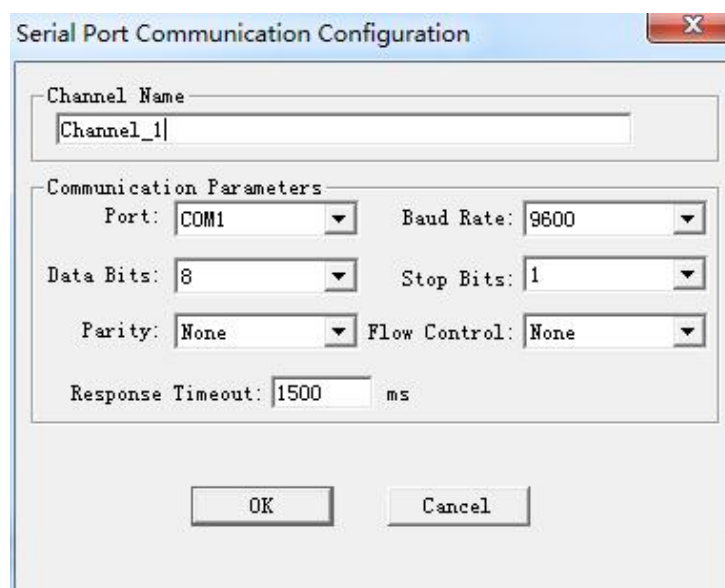 Serial Port Communication Configuration
Channel Name
Channel_1
Communication Parameters
Port: COM1 Baud Rate: 9600
Data Bits: 8 Stop Bits: 1
Parity: None Flow Control: None
Response Timeout: 1500 ms
OK Cancel